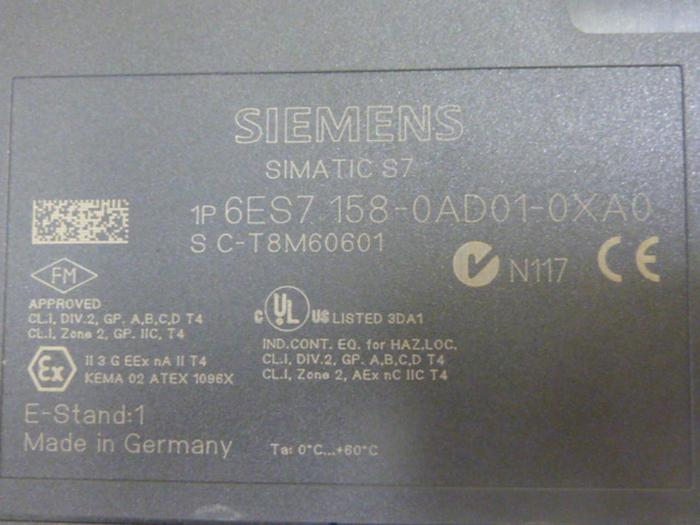 SIEMENS
SIMATIC S7
1P 6ES7 158-0AD01-0XA0
S C-T8M60601
N117 CE
FM
APPROVED
CL.I, DIV.2, GP. A,B,C,D T4
CL.I, Zone 2, GP. IIC, T4
C UL US LISTED 3DA1
IND.CONT. EQ. for HAZ.LOC.
CL.I, DIV.2, GP. A,B,C,D T4
CL.I, Zone 2, AEx nC IIC T4
Ex II 3 G EEx nA II T4
KEMA 02 ATEX 1096X
E-Stand:1
Made in Germany
Ta: 0°C...+60°C